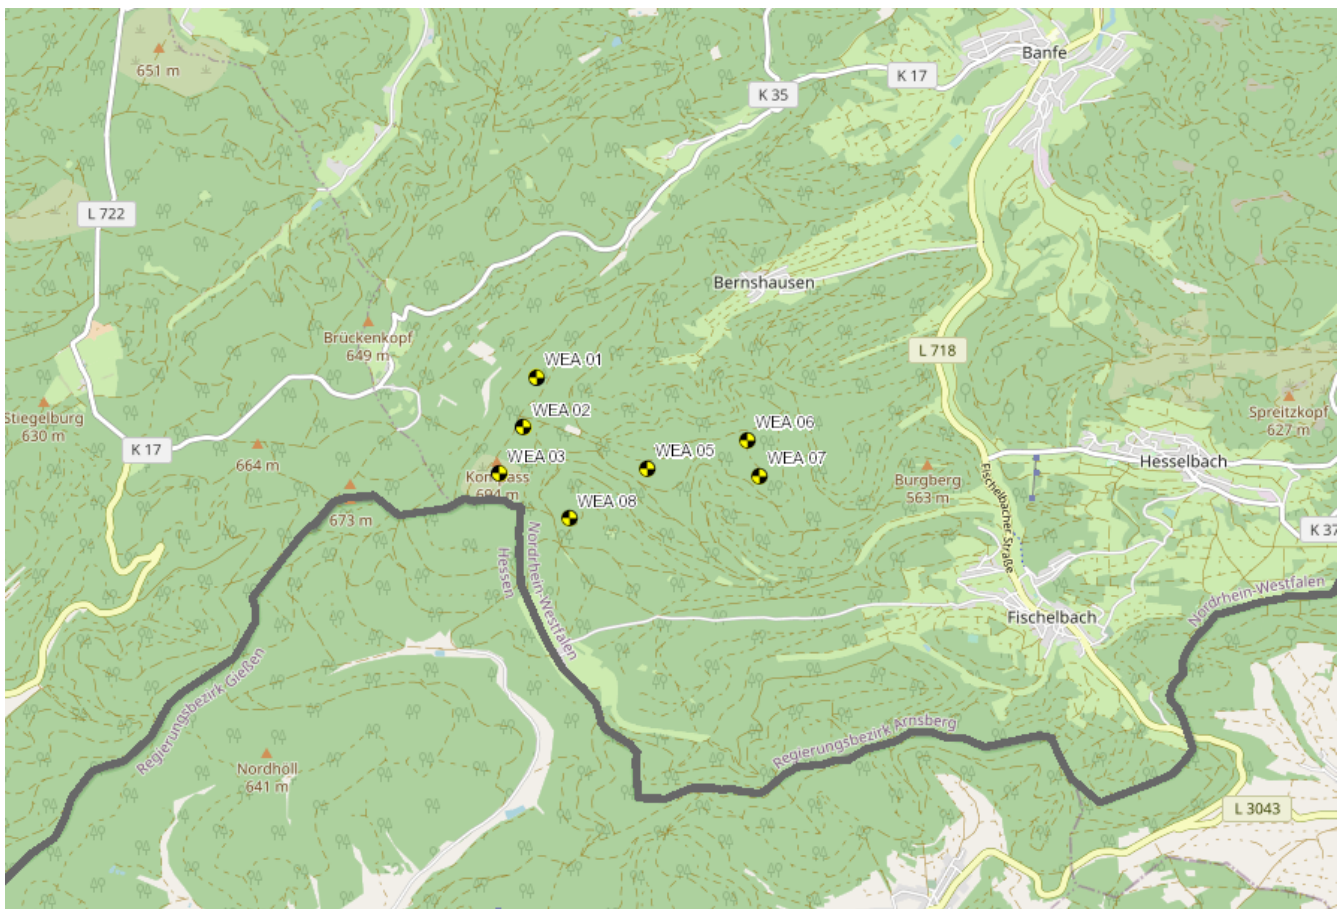 Banfe
651 m
K 17
K 35
L 722
Bernshausen
Brückenkopf
649 m
L 718
WEA 01
Stiegelburg
630 m
WEA 02
WEA 06
Spreitzkopf
627 m
K 17
664 m
WEA 03
WEA 05
WEA 07
Hesselbach
Burgberg
563 m
Kompass
694 m
WEA 08
673 m
Fischelbacher Straße
K 37
Nordrhein-Westfalen
Hessen
Nordrhein-Westfalen
Fischelbach
Regierungsbezirk Gießen
Regierungsbezirk Arnsberg
Nordhöll
641 m
L 3043